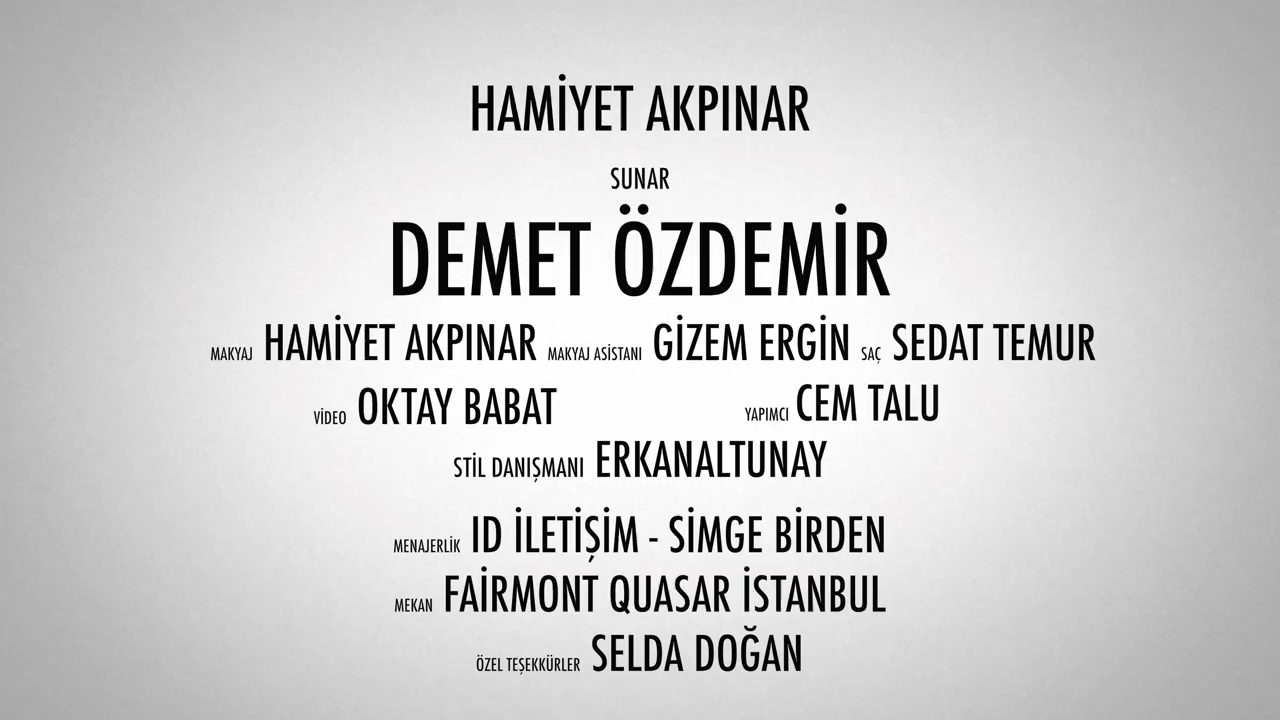 HAMİYET AKPINAR
SUNAR
DEMET ÖZDEMİR
MAKYAJ HAMİYET AKPINAR MAKYAJ ASİSTANI GİZEM ERGİN SAÇ SEDAT TEMUR
VİDEO OKTAY BABAT YAPIMCI CEM TALU
STİL DANIŞMANI ERKANALTUNAY
MENAJERLİK ID İLETİŞİM - SİMGE BİRDEN
MEKAN FAİRMONT QUASAR İSTANBUL
ÖZEL TEŞEKKÜRLER SELDA DOĞAN